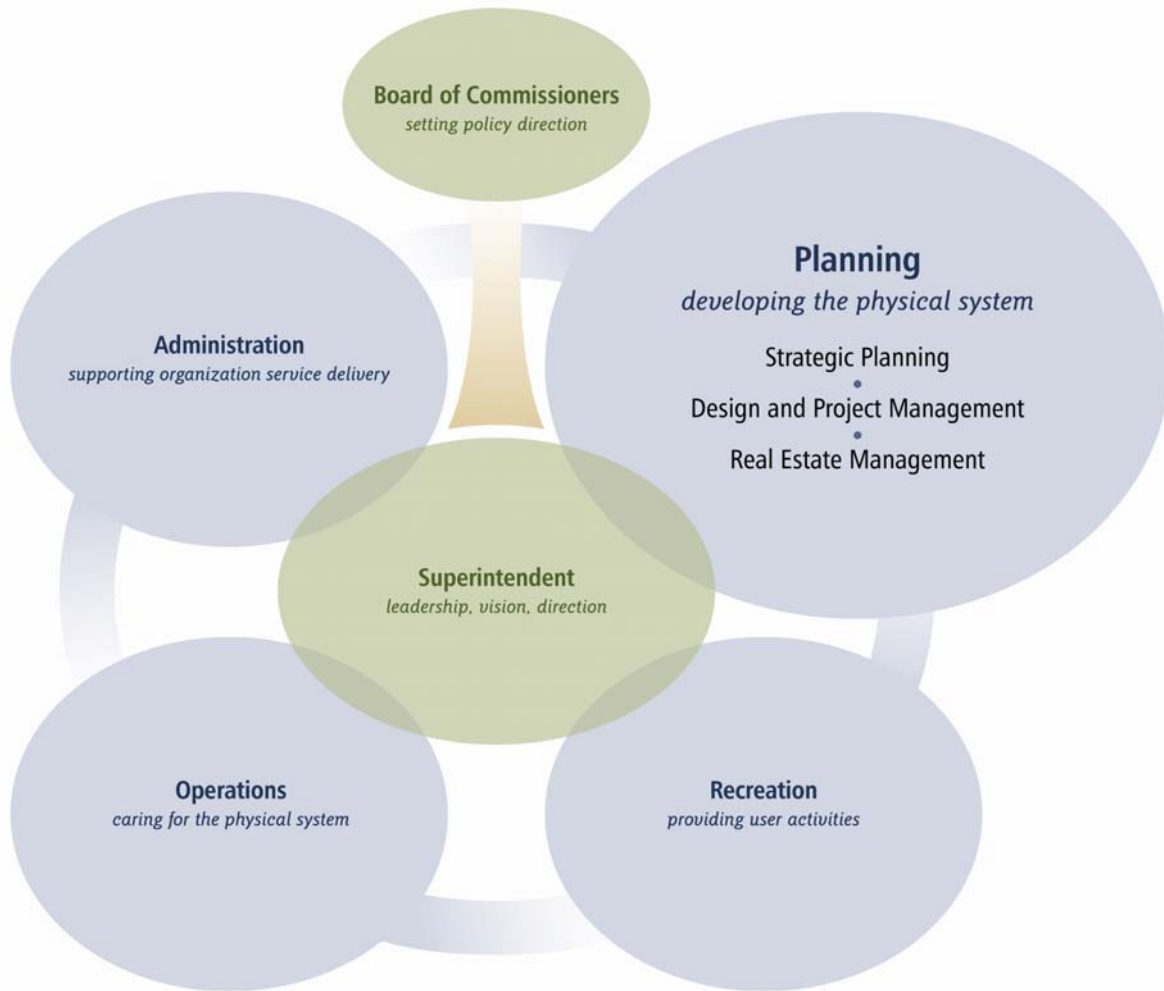 Board of Commissioners
setting policy direction
Planning
developing the physical system
Strategic Planning
•
Design and Project Management
•
Real Estate Management
Administration
supporting organization service delivery
Superintendent
leadership, vision, direction
Operations
caring for the physical system
Recreation
providing user activities